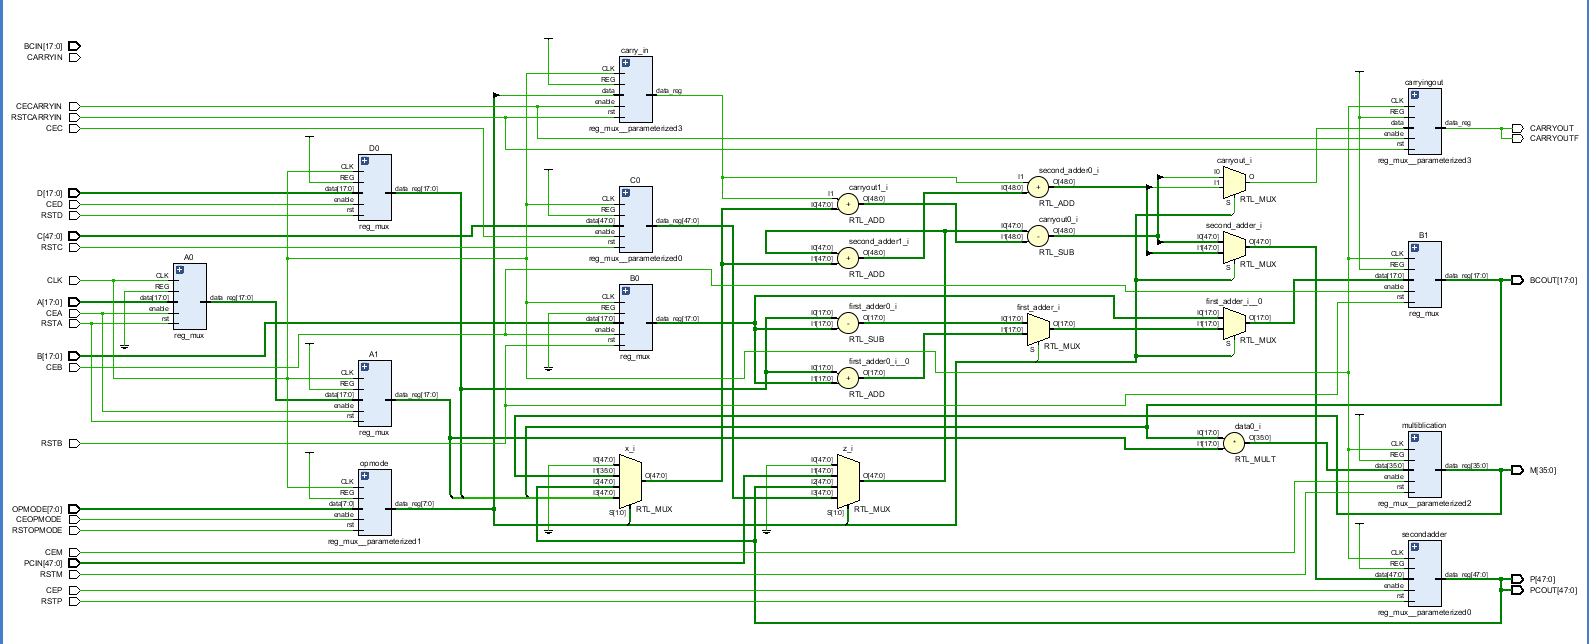 BCIN[17:0]
CARRYIN
CECARRYIN
RSTCARRYIN
CEC
D[17:0]
CED
RSTD
C[47:0]
RSTC
CLK
A[17:0]
CEA
RSTA
B[17:0]
CEB
RSTB
OPMODE[7:0]
CEOPMODE
RSTOPMODE
CEM
PCIN[47:0]
RSTM
CEP
RSTP
A0
CLK
REG
data[17:0]
enable
rst
data_reg[17:0]
reg_mux
D0
CLK
REG
data[17:0]
enable
rst
data_reg[17:0]
reg_mux
A1
CLK
REG
data[17:0]
enable
rst
data_reg[17:0]
reg_mux
opmode
CLK
REG
data[7:0]
enable
rst
data_reg[7:0]
reg_mux__parameterized1
carry_in
CLK
REG
data
enable
rst
data_reg
reg_mux__parameterized3
C0
CLK
REG
data[47:0]
enable
rst
data_reg[47:0]
reg_mux__parameterized0
B0
CLK
REG
data[17:0]
enable
rst
data_reg[17:0]
reg_mux
x_i
I0[47:0]
I1[35:0]
I2[47:0]
I3[47:0]
S[1:0]
O[47:0]
RTL_MUX
carryout1_i
I1
I0[47:0]
O[48:0]
RTL_ADD
second_adder1_i
I0[47:0]
I1[47:0]
O[48:0]
RTL_ADD
first_adder0_i
I0[17:0]
I1[17:0]
O[17:0]
RTL_SUB
first_adder0_i__0
I0[17:0]
I1[17:0]
O[17:0]
RTL_ADD
z_i
I0[47:0]
I1[47:0]
I2[47:0]
I3[47:0]
S[1:0]
O[47:0]
RTL_MUX
second_adder0_i
I1
I0[48:0]
O[48:0]
RTL_ADD
carryout0_i
I0[47:0]
I1[48:0]
O[48:0]
RTL_SUB
first_adder_i
I0[17:0]
I1[17:0]
S
O[17:0]
RTL_MUX
carryout_i
I0
I1
S
O
RTL_MUX
second_adder_i
I0[47:0]
I1[47:0]
S
O[47:0]
RTL_MUX
first_adder_i__0
I0[17:0]
I1[17:0]
S
O[17:0]
RTL_MUX
data0_i
I0[17:0]
I1[17:0]
O[35:0]
RTL_MULT
carryingout
CLK
REG
data
enable
rst
data_reg
reg_mux__parameterized3
B1
CLK
REG
data[17:0]
enable
rst
data_reg[17:0]
reg_mux
multiblication
CLK
REG
data[35:0]
enable
rst
data_reg[35:0]
reg_mux__parameterized2
secondadder
CLK
REG
data[47:0]
enable
rst
data_reg[47:0]
reg_mux__parameterized0
CARRYOUT
CARRYOUTF
BCOUT[17:0]
M[35:0]
P[47:0]
PCOUT[47:0]